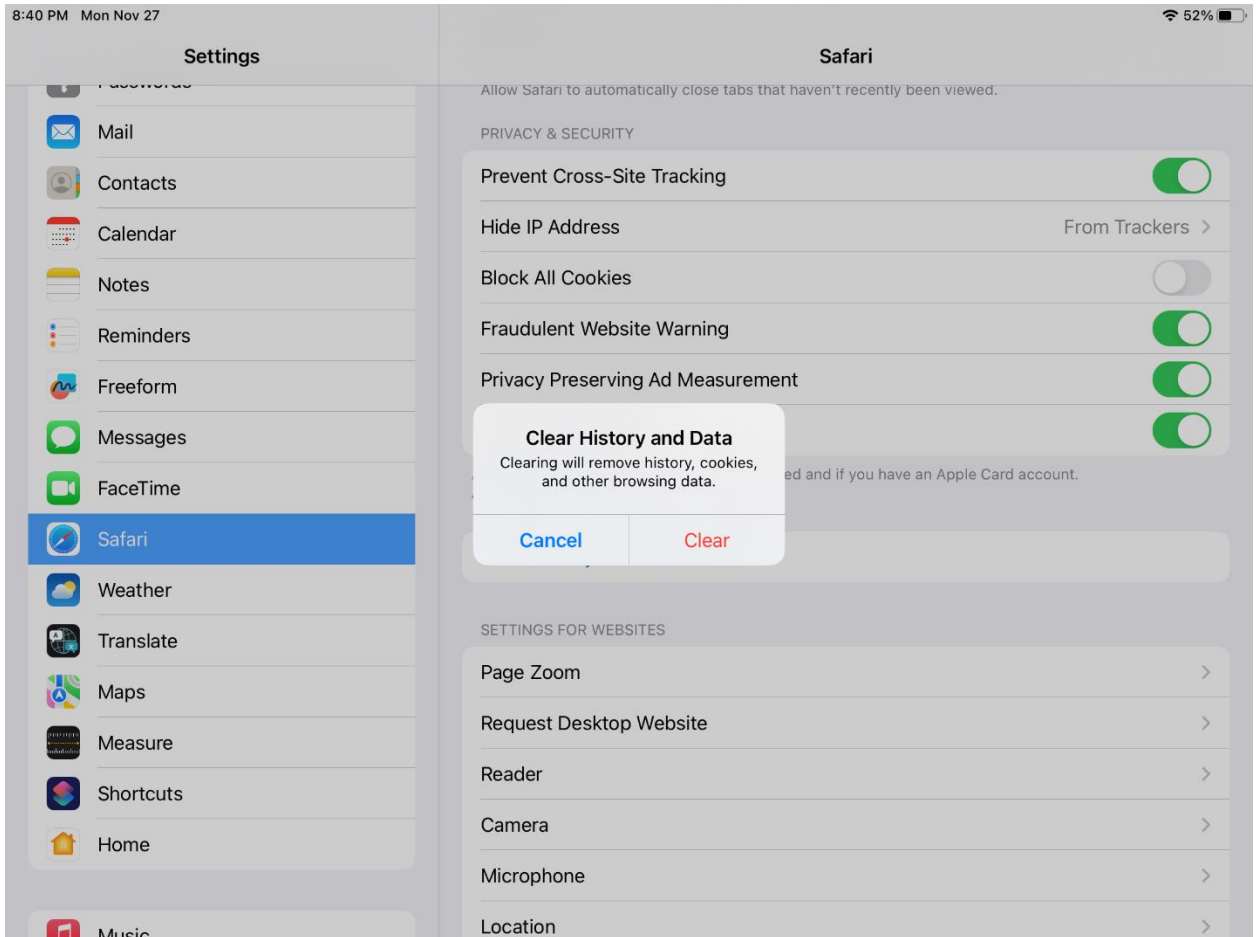 8:40 PM Mon Nov 27
52%
Settings
Mail
Contacts
Calendar
Notes
Reminders
Freeform
Messages
FaceTime
Safari
Weather
Translate
Maps
Measure
Shortcuts
Home
Music
Safari
Allow Safari to automatically close tabs that haven't recently been viewed.
PRIVACY & SECURITY
Prevent Cross-Site Tracking
Hide IP Address From Trackers
Block All Cookies
Fraudulent Website Warning
Privacy Preserving Ad Measurement
ed and if you have an Apple Card account.
Clear History and Data
Clearing will remove history, cookies,
and other browsing data.
Cancel Clear
SETTINGS FOR WEBSITES
Page Zoom
Request Desktop Website
Reader
Camera
Microphone
Location